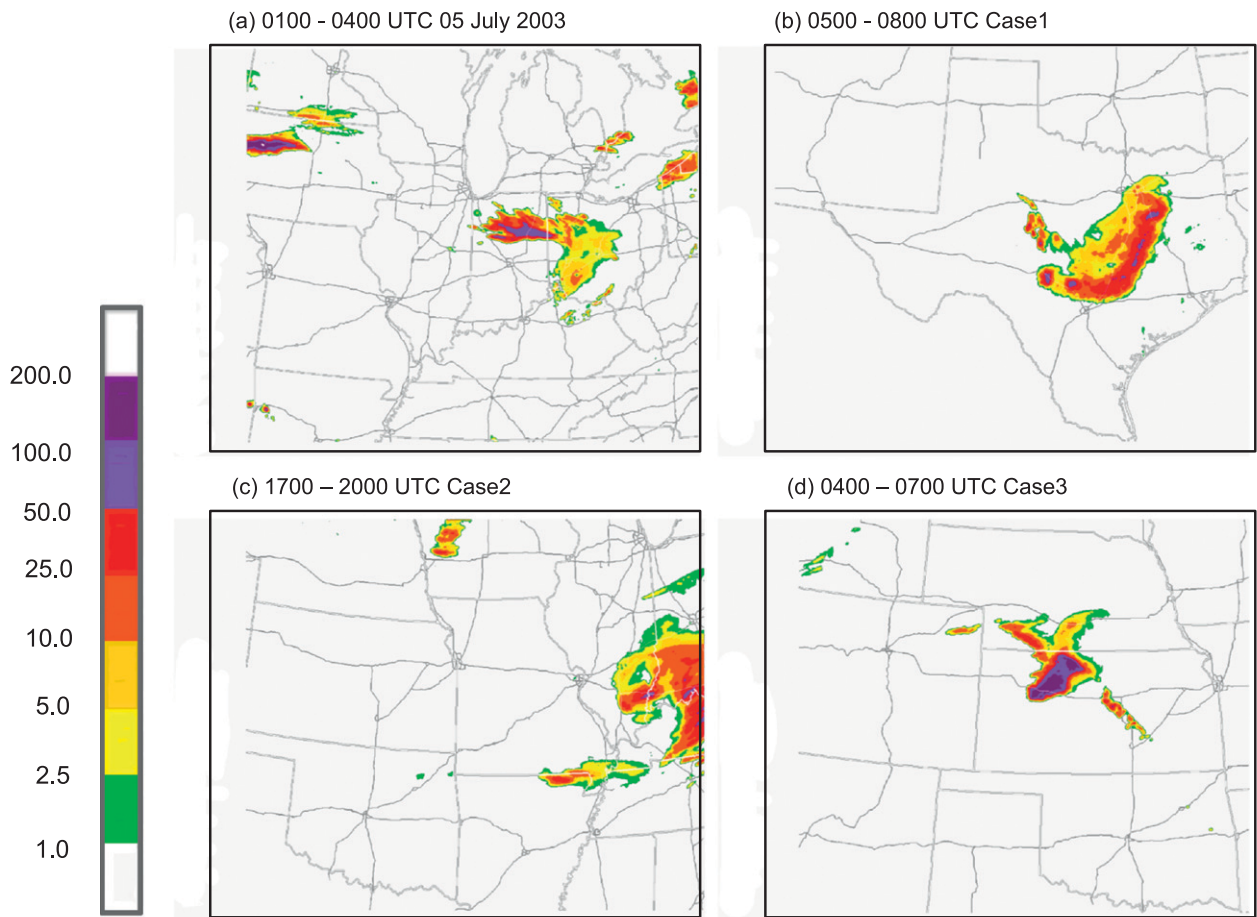 (a) 0100 - 0400 UTC 05 July 2003
(b) 0500 - 0800 UTC Case1
200.0
100.0
50.0
25.0
10.0
5.0
2.5
1.0
(c) 1700 – 2000 UTC Case2
(d) 0400 – 0700 UTC Case3